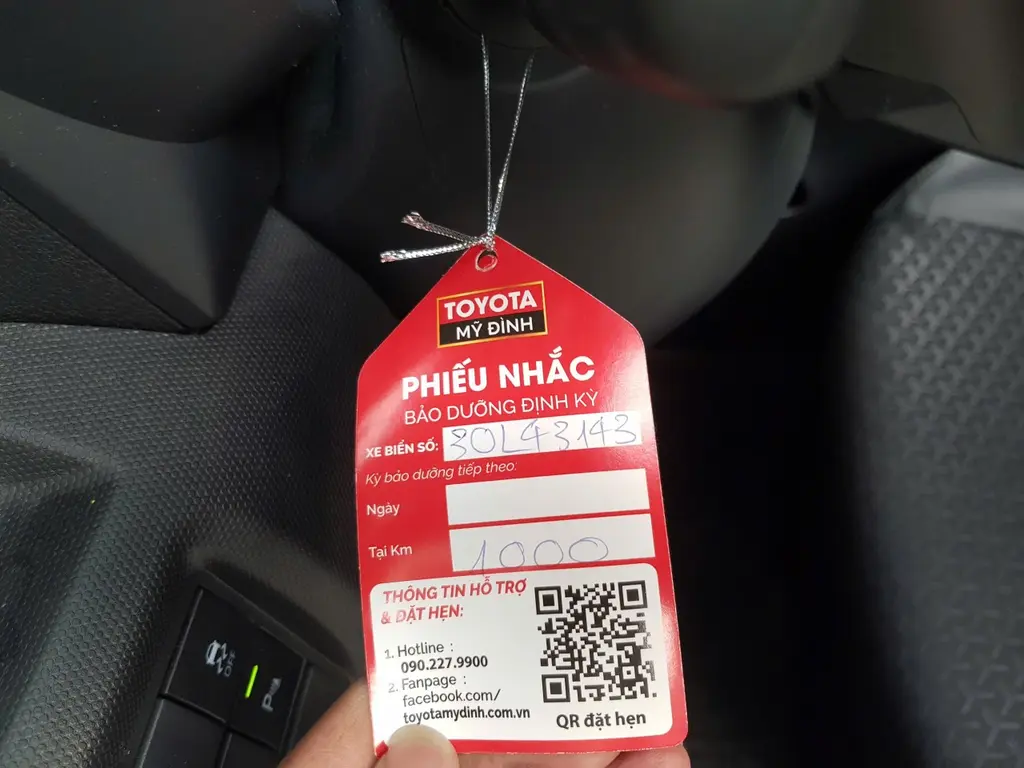 TOYOTA
MỸ ĐÌNH
PHIẾU NHẮC
BẢO DƯỠNG ĐỊNH KỲ
XE BIỂN SỐ: 30L43143
Kỳ bảo dưỡng tiếp theo:
Ngày
Tại Km 1000
THÔNG TIN HỖ TRỢ
& ĐẶT HẸN:
1. Hotline :
090.227.9900
2. Fanpage :
facebook.com/
toyotamydinh.com.vn
QR đặt hẹn
OFF